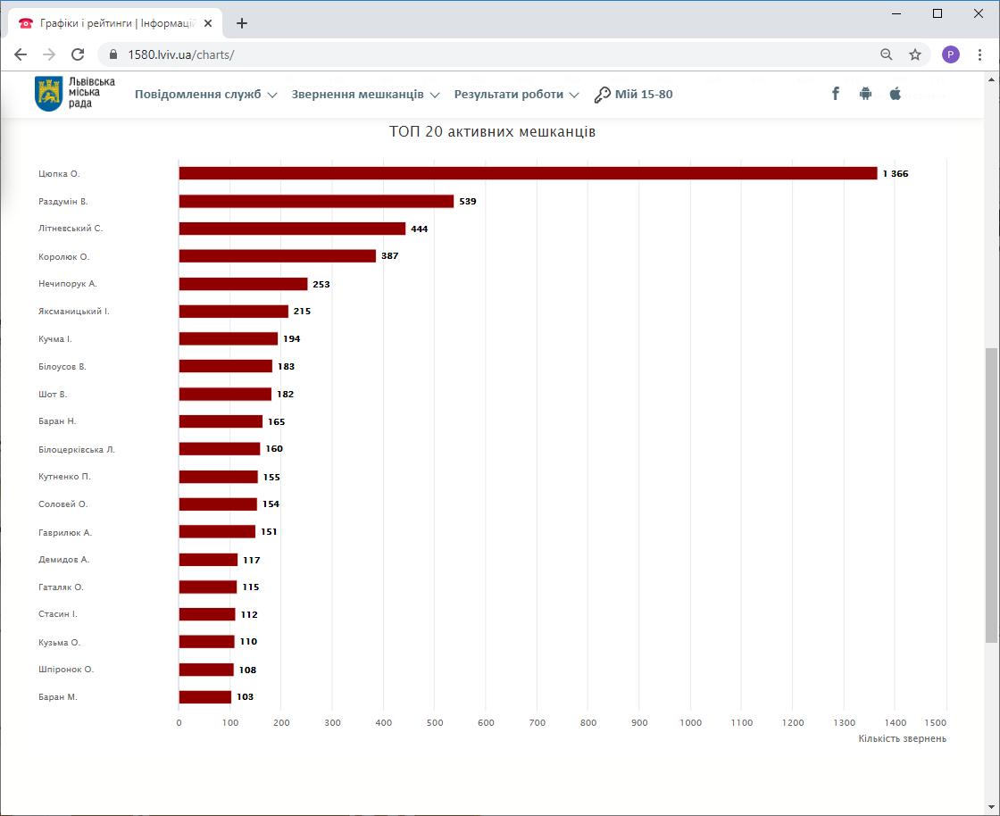 Графіки і рейтинги | Інформацій
1580.lviv.ua/charts/
P
Львівська
міська
рада
Повідомлення служб
Звернення мешканців
Результати роботи
Мій 15-80
ТОП 20 активних мешканців
Цюпка О. 1 366
Раздумін В. 539
Літневський С. 444
Королюк О. 387
Нечипорук А. 253
Яксманицький І. 215
Кучма І. 194
Білоусов В. 183
Шот В. 182
Баран Н. 165
Білоцерківська Л. 160
Кутненко П. 155
Соловей О. 154
Гаврилюк А. 151
Демидов А. 117
Гаталяк О. 115
Стасин І. 112
Кузьма О. 110
Шпіронок О. 108
Баран М. 103
0 100 200 300 400 500 600 700 800 900 1000 1100 1200 1300 1400 1500
Кількість звернень